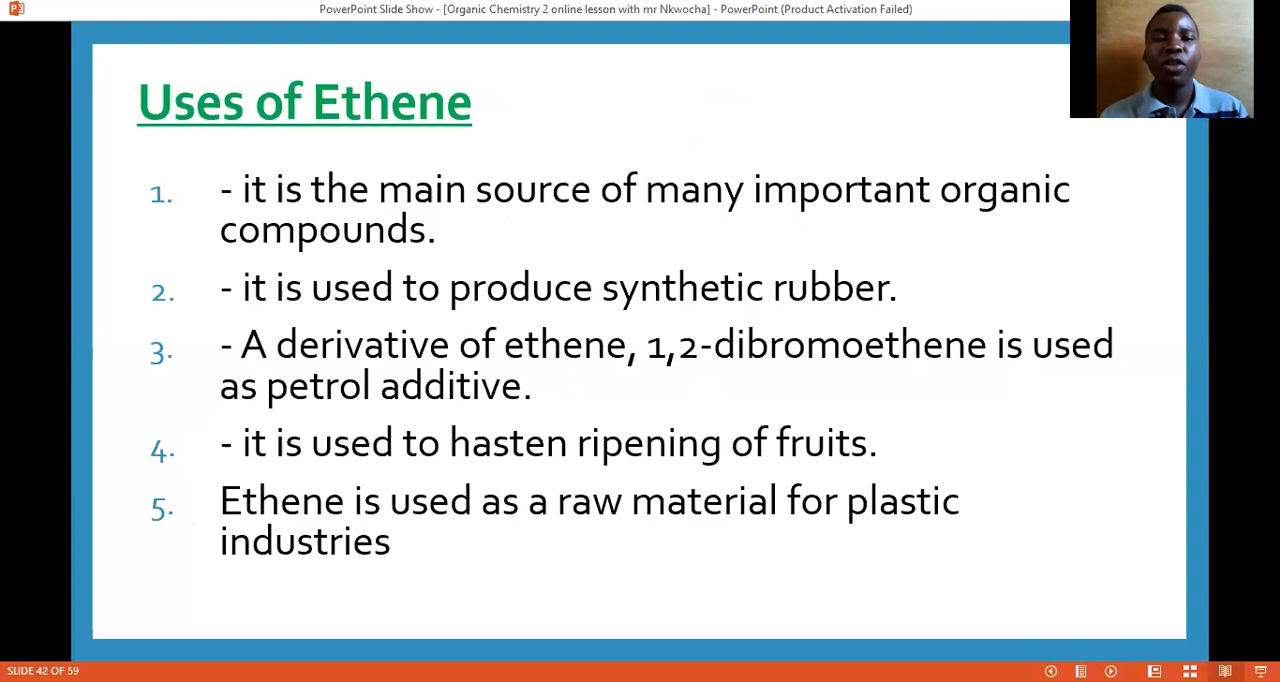 PowerPoint Slide Show - [Organic Chemistry 2 online lesson with mr Nkwocha] - PowerPoint (Product Activation Failed)
Uses of Ethene
1. - it is the main source of many important organic
compounds.
2. - it is used to produce synthetic rubber.
3. - A derivative of ethene, 1,2-dibromoethene is used
as petrol additive.
4. - it is used to hasten ripening of fruits.
5. Ethene is used as a raw material for plastic
industries
SLIDE 42 OF 59